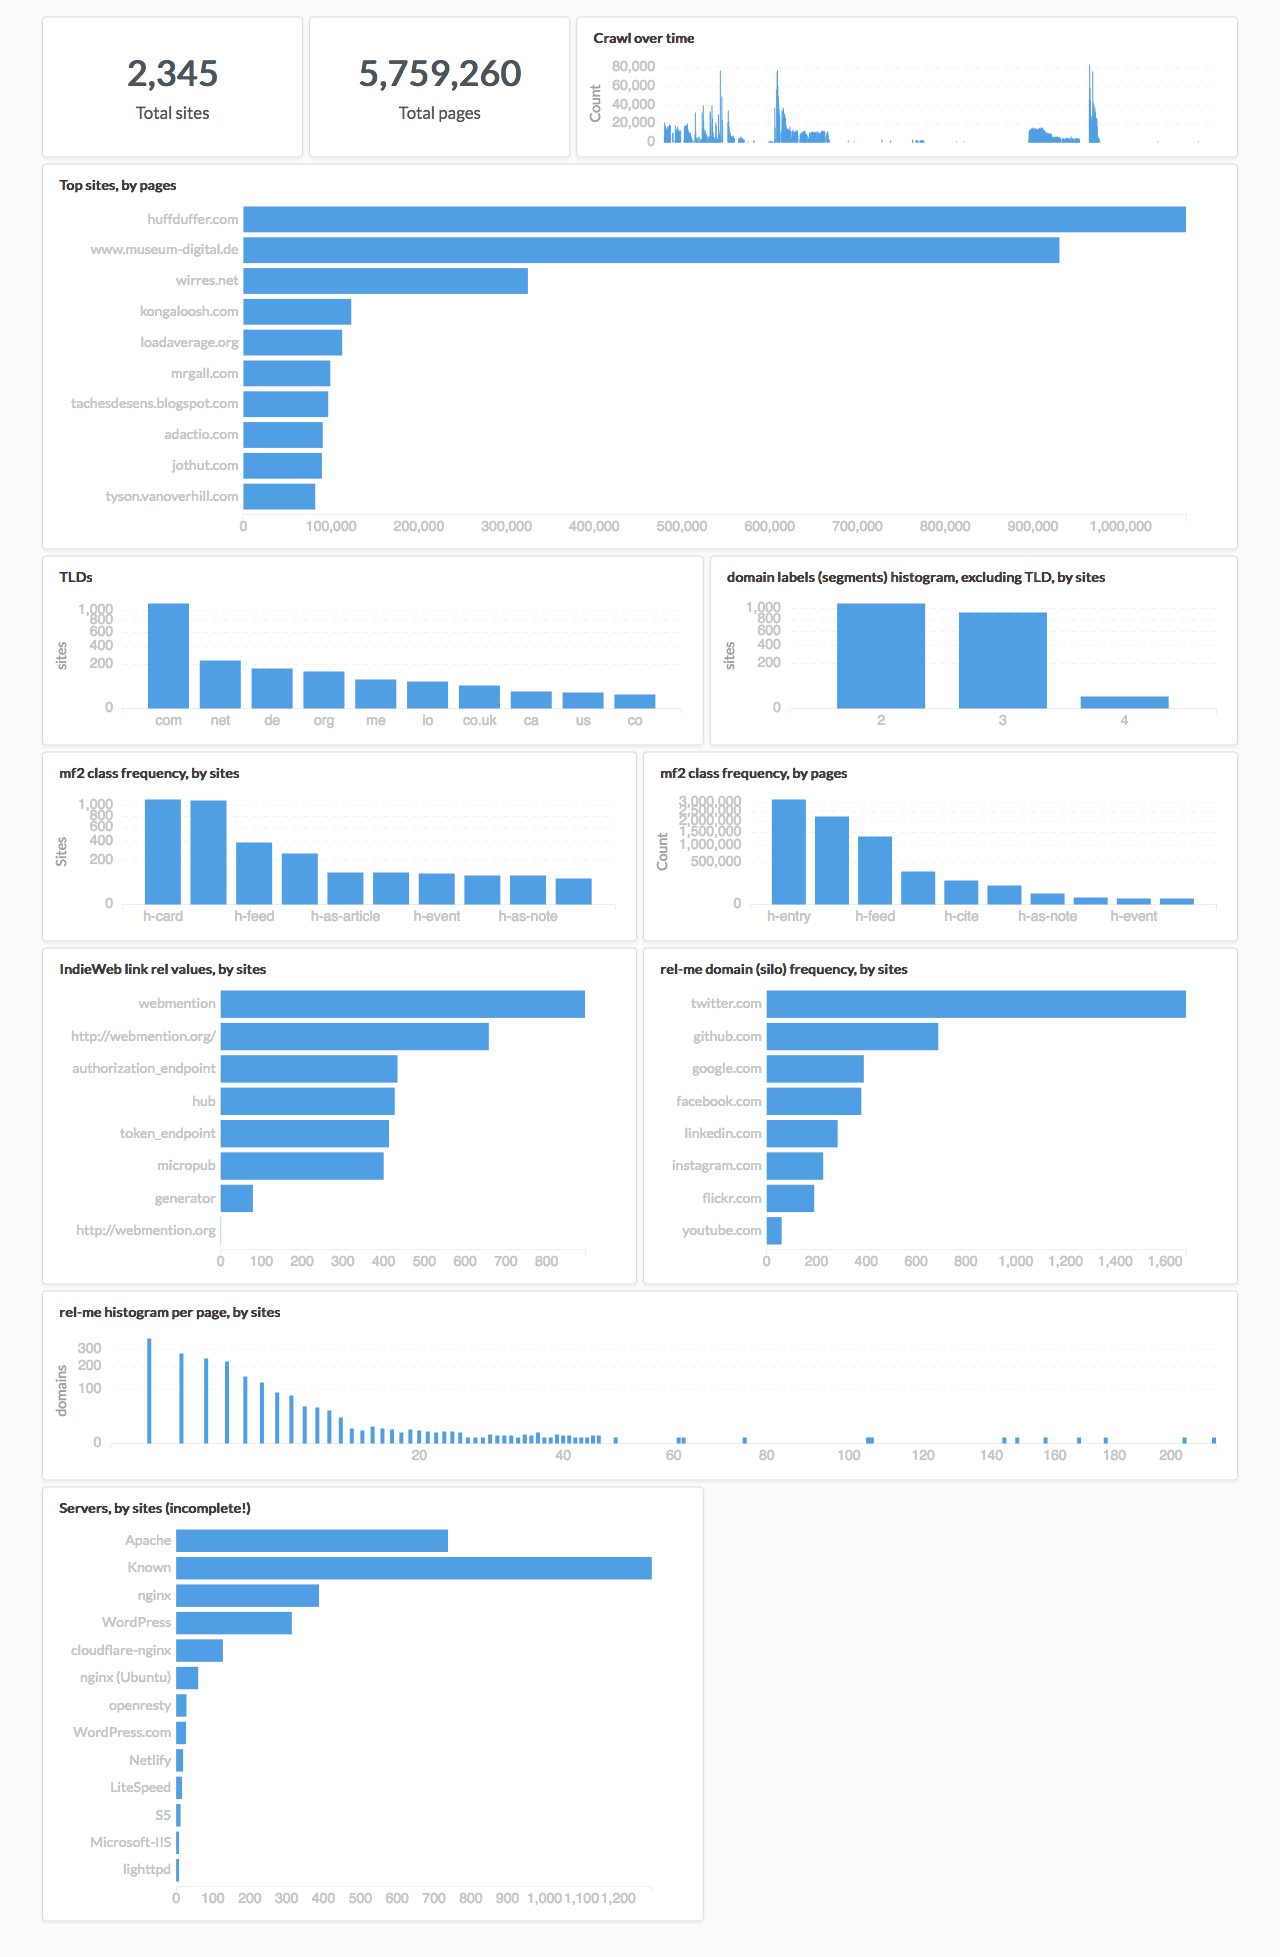 2,345
Total sites
5,759,260
Total pages
Crawl over time
Count
80,000
60,000
40,000
20,000
0
Top sites, by pages
huffduffer.com
www.museum-digital.de
wirres.net
kongaloosh.com
loadaverage.org
mrgall.com
tachesdesens.blogspot.com
adactio.com
jothut.com
tyson.vanoverhill.com
0 100,000 200,000 300,000 400,000 500,000 600,000 700,000 800,000 900,000 1,000,000
TLDs
sites
1,000
800
600
400
200
0
com net de org me io co.uk ca us co
domain labels (segments) histogram, excluding TLD, by sites
sites
1,000
800
600
400
200
0
2 3 4
mf2 class frequency, by sites
Sites
1,000
800
600
400
200
0
h-card h-feed h-as-article h-event h-as-note
mf2 class frequency, by pages
Count
3,000,000
2,500,000
2,000,000
1,500,000
1,000,000
500,000
0
h-entry h-feed h-cite h-as-note h-event
IndieWeb link rel values, by sites
webmention
http://webmention.org/
authorization_endpoint
hub
token_endpoint
micropub
generator
http://webmention.org
0 100 200 300 400 500 600 700 800
rel-me domain (silo) frequency, by sites
twitter.com
github.com
google.com
facebook.com
linkedin.com
instagram.com
flickr.com
youtube.com
0 200 400 600 800 1,000 1,200 1,400 1,600
rel-me histogram per page, by sites
domains
300
200
100
0
20 40 60 80 100 120 140 160 180 200
Servers, by sites (incomplete!)
Apache
Known
nginx
WordPress
cloudflare-nginx
nginx (Ubuntu)
openresty
WordPress.com
Netlify
LiteSpeed
S5
Microsoft-IIS
lighttpd
0 100 200 300 400 500 600 700 800 900 1,000 1,100 1,200